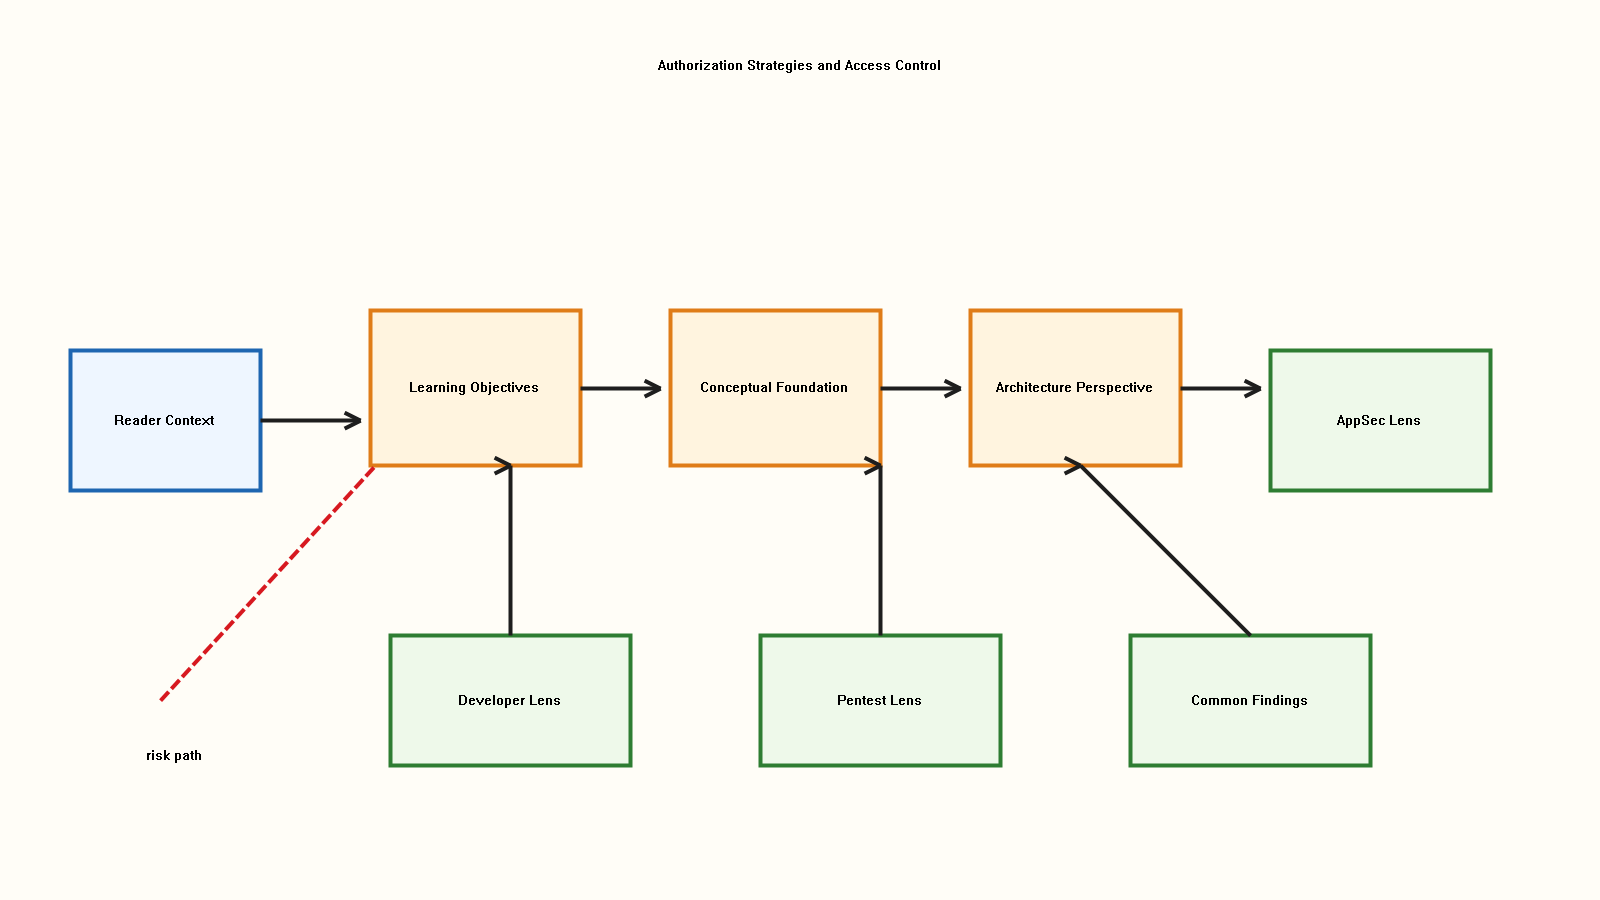 Authorization Strategies and Access Control
Reader Context
Learning Objectives
Conceptual Foundation
Architecture Perspective
AppSec Lens
Developer Lens
Pentest Lens
Common Findings
risk path